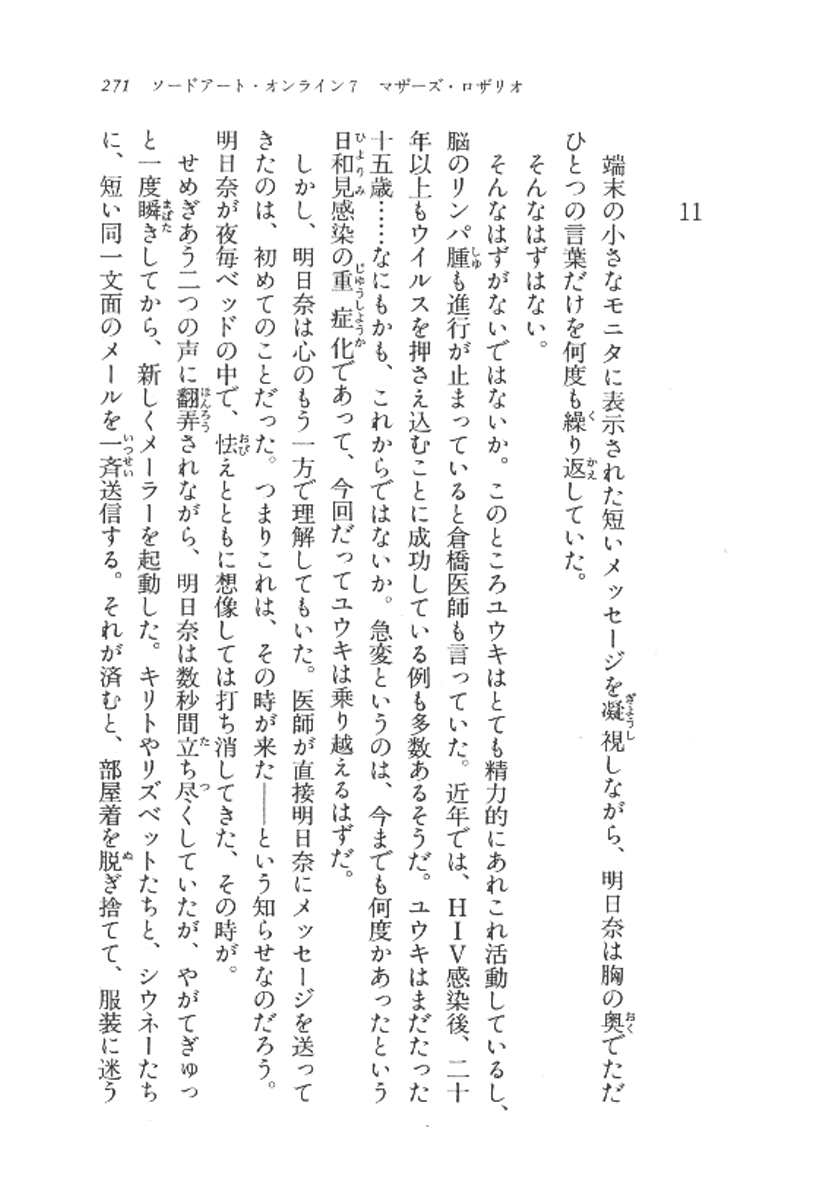 271 ソードアート・オンライン7 マザーズ・ロザリオ
11
端末の小さなモニタに表示された短いメッセージを凝視しながら、明日奈は胸の奥でただ
ひとつの言葉だけを何度も繰り返していた。
そんなはずはない。
そんなはずがないではないか。このところユウキはとても精力的にあれこれ活動しているし、
脳のリンパ腫も進行が止まっていると倉橋医師も言っていた。近年では、HIV感染後、二十
年以上もウイルスを押さえ込むことに成功している例も多数あるそうだ。ユウキはまだたった
十五歳……なにもかも、これからではないか。急変というのは、今までも何度かあったという
日和見感染の重症化であって、今回だってユウキは乗り越えるはずだ。
しかし、明日奈は心のもう一方で理解してもいた。医師が直接明日奈にメッセージを送って
きたのは、初めてのことだった。つまりこれは、その時が来た――という知らせなのだろう。
明日奈が夜毎ベッドの中で、怯えとともに想像しては打ち消してきた、その時が。
せめぎあう二つの声に翻弄されながら、明日奈は数秒間立ち尽くしていたが、やがてぎゅっ
と一度瞬きしてから、新しくメーラーを起動した。キリトやリズベットたちと、シウネーたち
に、短い同一文面のメールを一斉送信する。それが済むと、部屋着を脱ぎ捨てて、服装に迷う